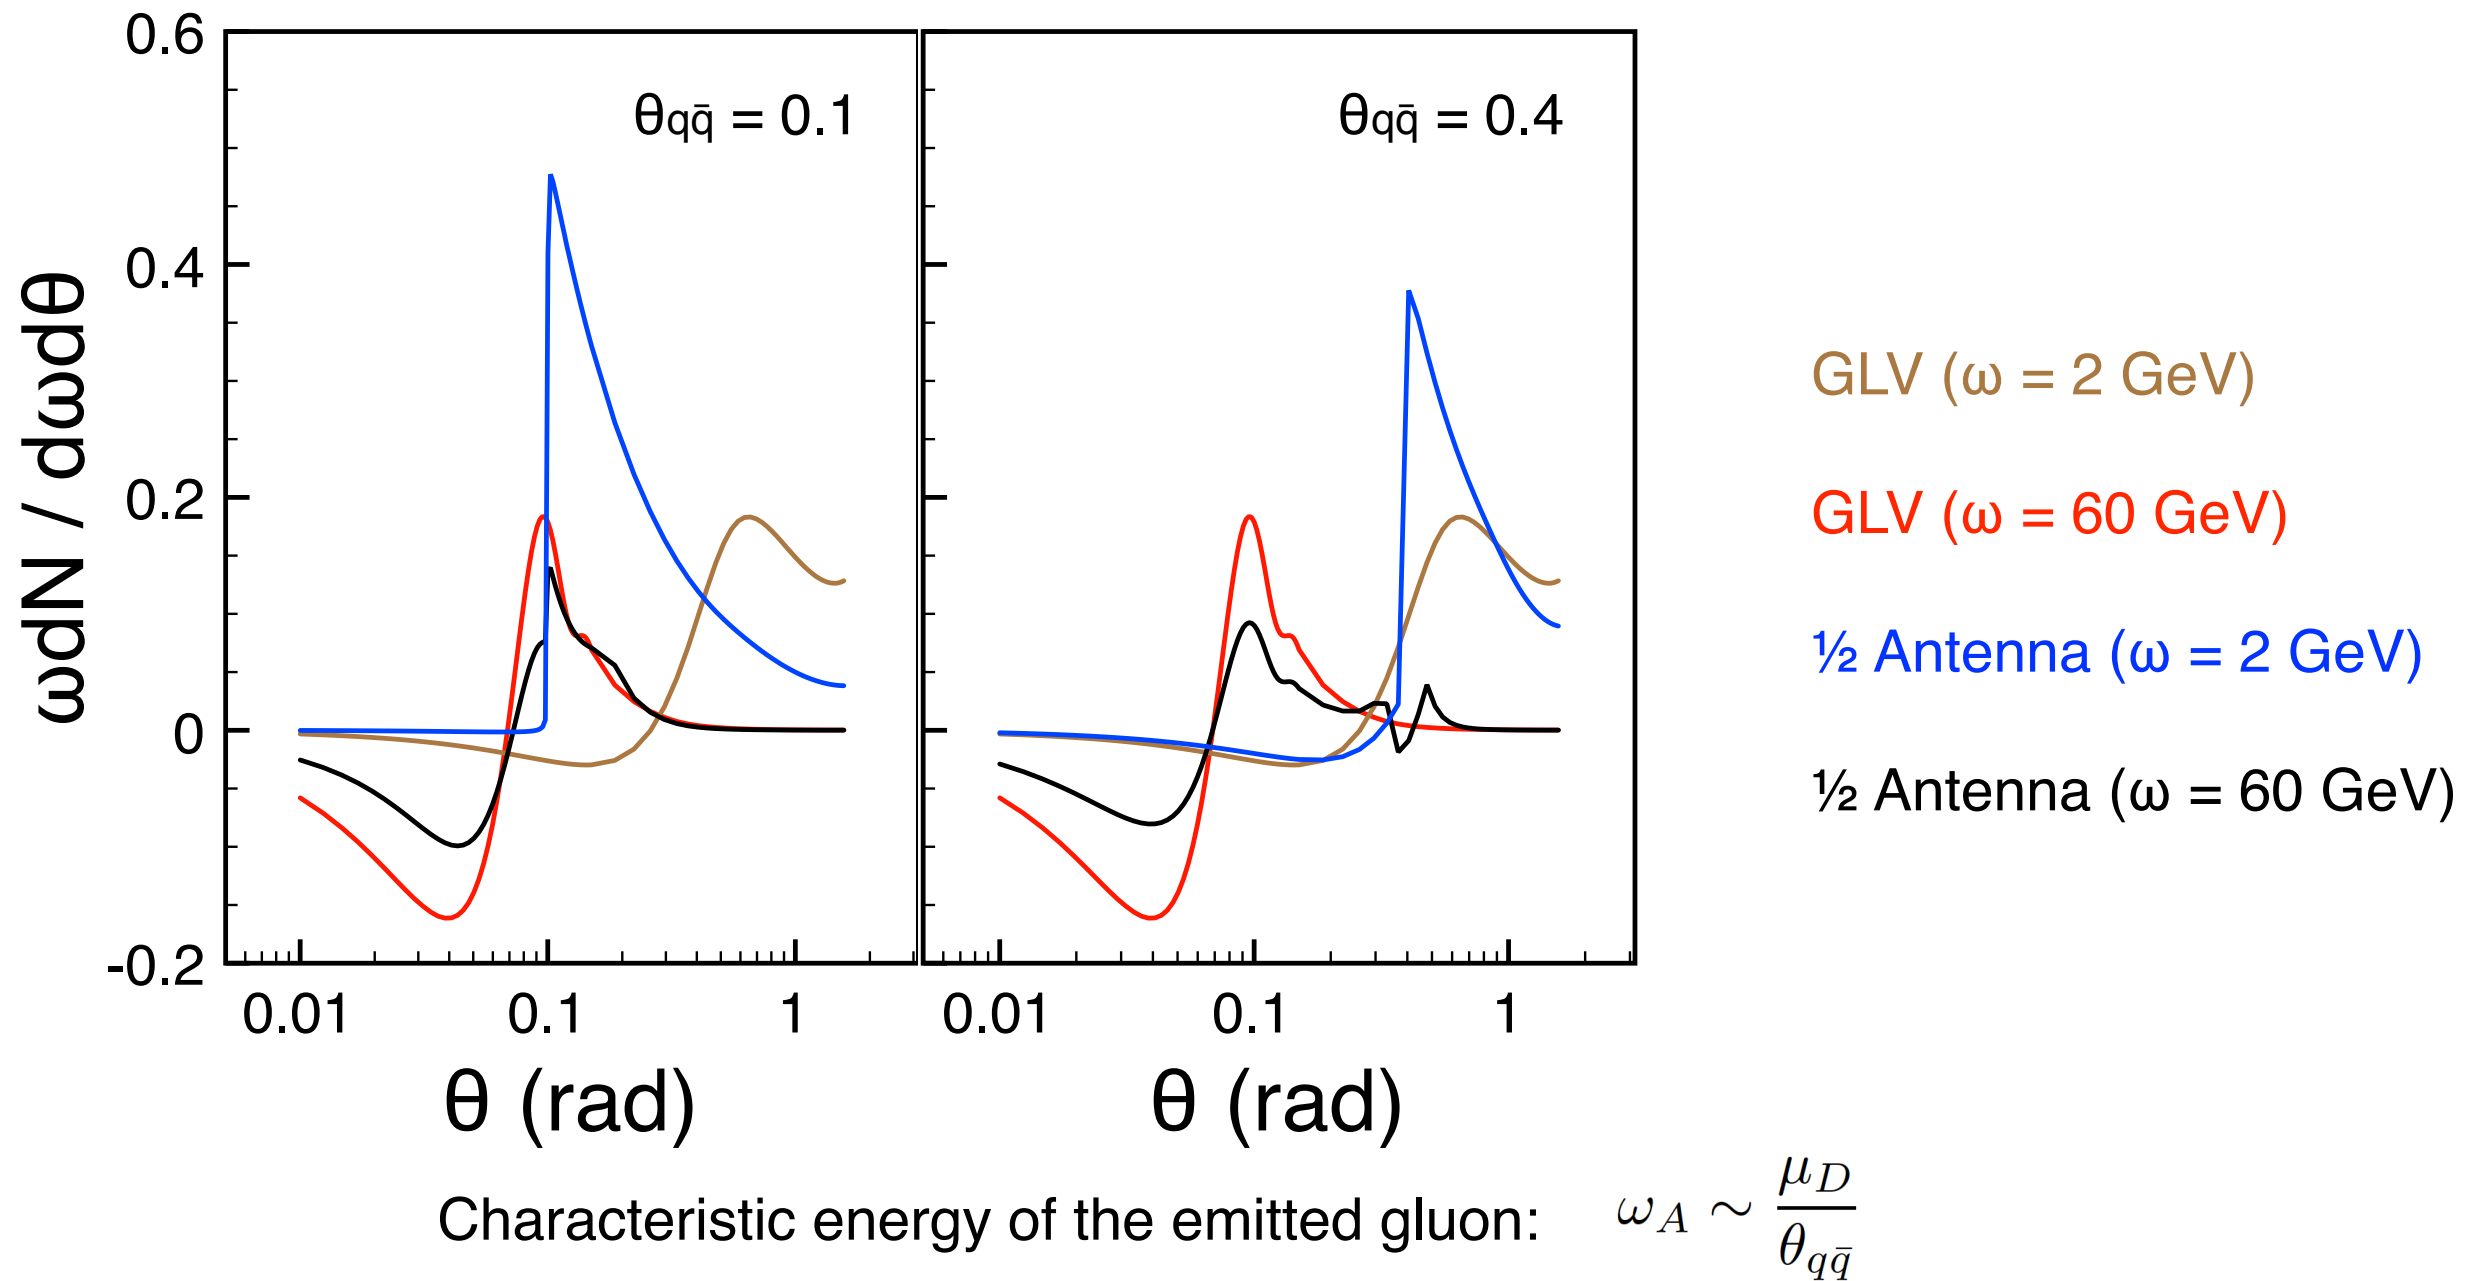 0.6
0.4
0.2
0
-0.2
ωdN / dωdθ
θqq̄ = 0.1
θqq̄ = 0.4
0.01 0.1 1
0.01 0.1 1
θ (rad)
θ (rad)
GLV (ω = 2 GeV)
GLV (ω = 60 GeV)
½ Antenna (ω = 2 GeV)
½ Antenna (ω = 60 GeV)
Characteristic energy of the emitted gluon: ω_A ∼ μ_D / θ_qq̄